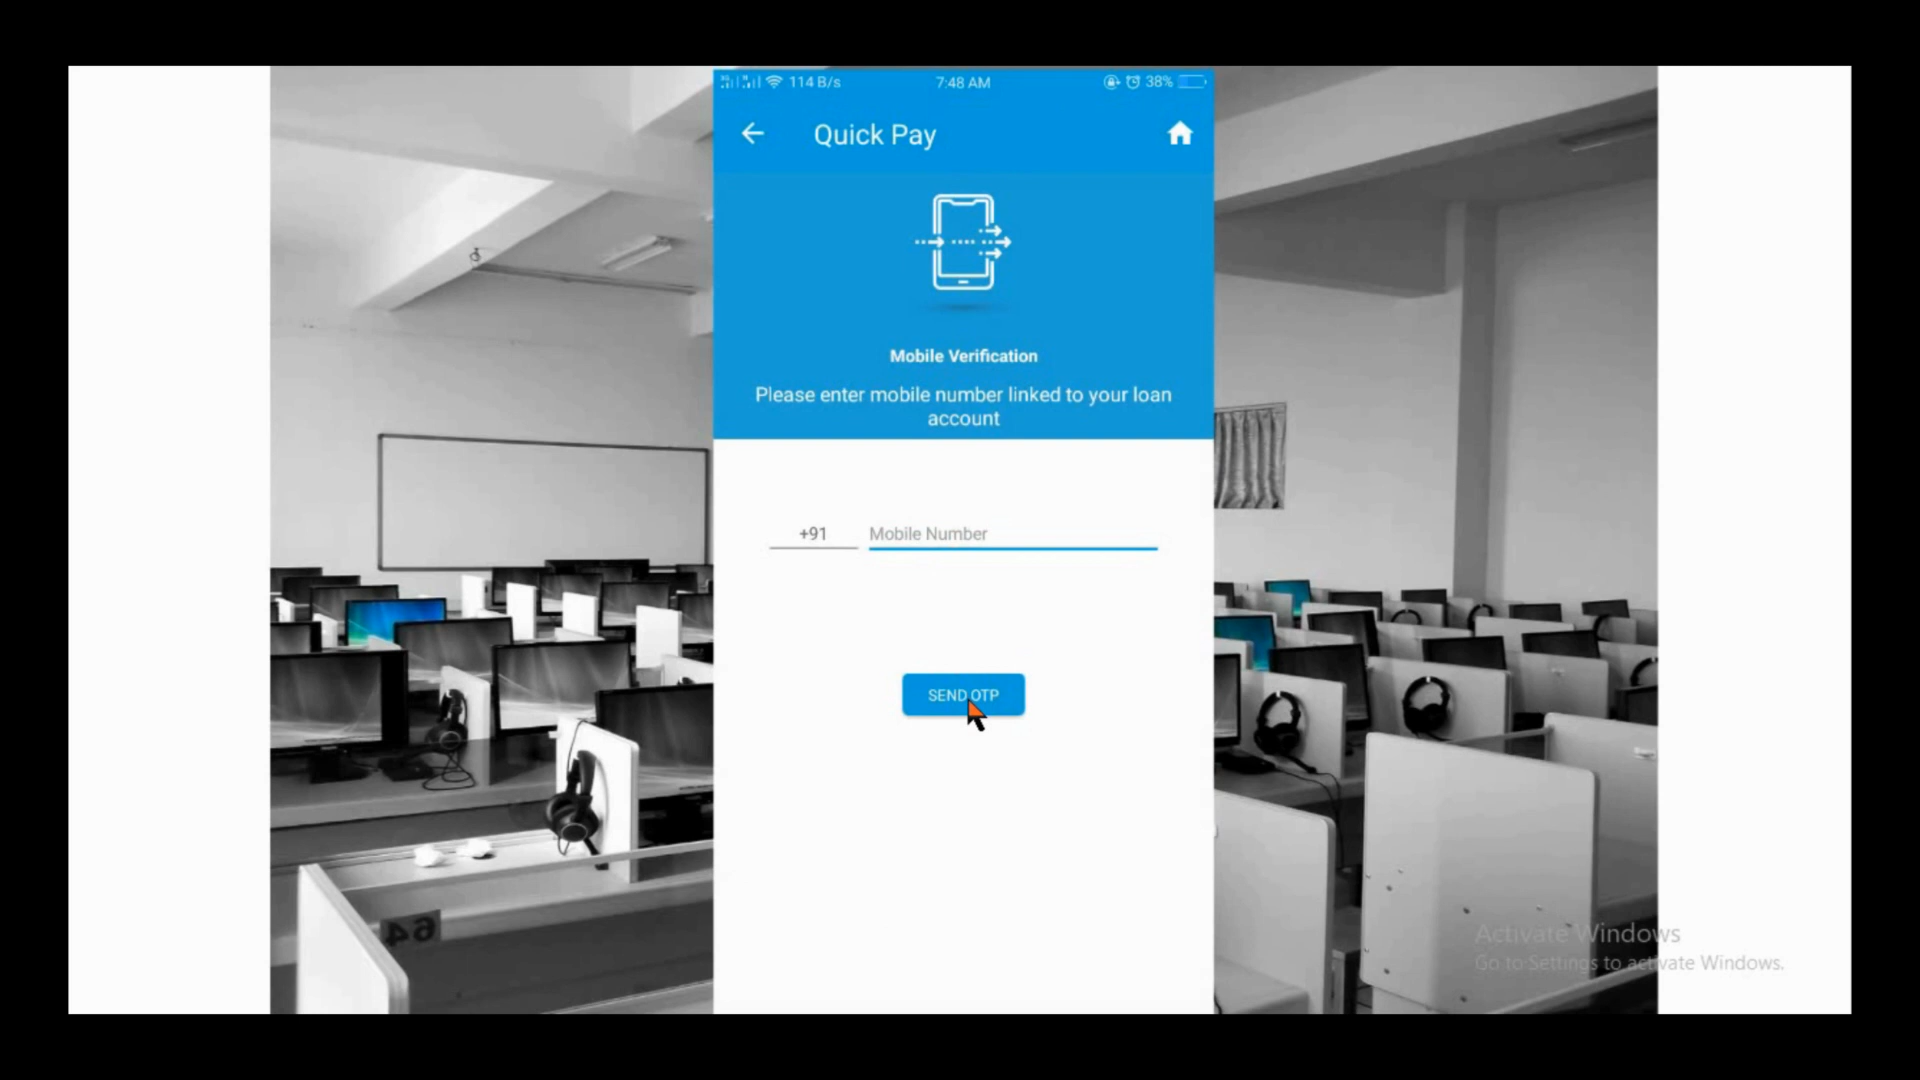 114 B/s 7:48 AM 38%
Quick Pay
Mobile Verification
Please enter mobile number linked to your loan
account
+91 Mobile Number
SEND OTP
64
Activate Windows
Go to Settings to activate Windows.